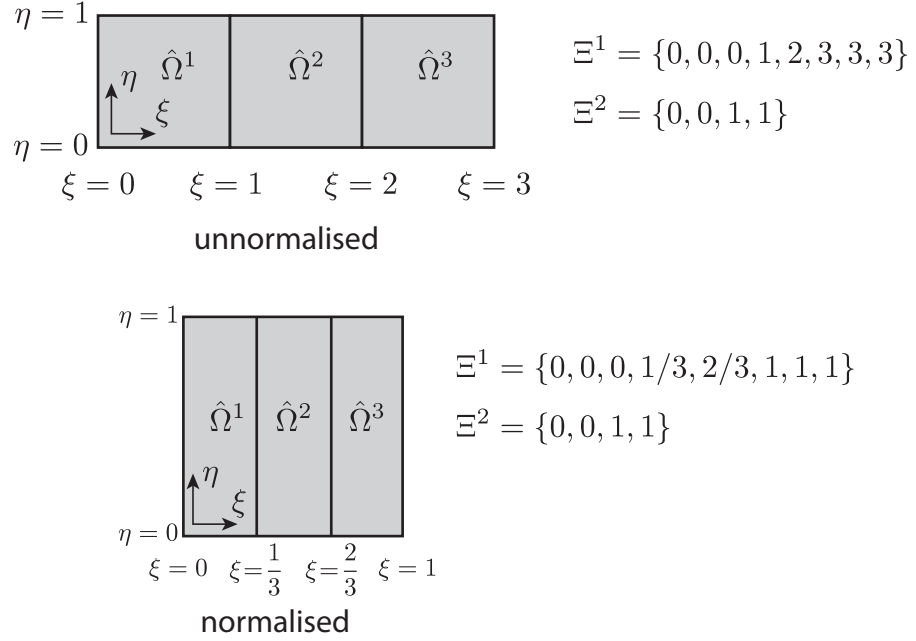 η = 1
Ω̂¹ Ω̂² Ω̂³
η
ξ
η = 0
ξ = 0 ξ = 1 ξ = 2 ξ = 3
unnormalised
Ξ¹ = {0, 0, 0, 1, 2, 3, 3, 3}
Ξ² = {0, 0, 1, 1}
η = 1
Ω̂¹ Ω̂² Ω̂³
η
ξ
η = 0
ξ = 0 ξ = 1/3 ξ = 2/3 ξ = 1
normalised
Ξ¹ = {0, 0, 0, 1/3, 2/3, 1, 1, 1}
Ξ² = {0, 0, 1, 1}